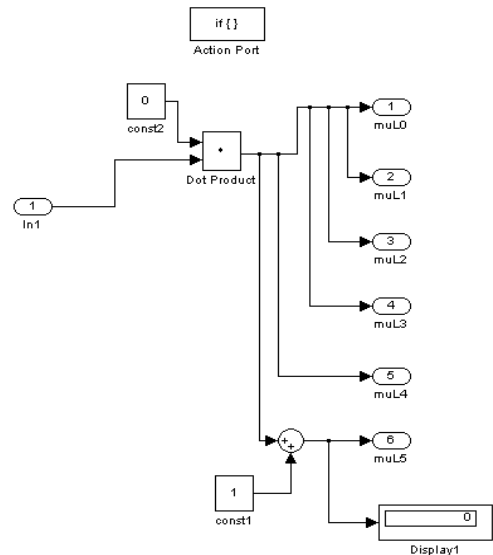 if { }
Action Port
0
const2
Dot Product
1
In1
1
muL0
2
muL1
3
muL2
4
muL3
5
muL4
++
6
muL5
1
const1
0
Display1